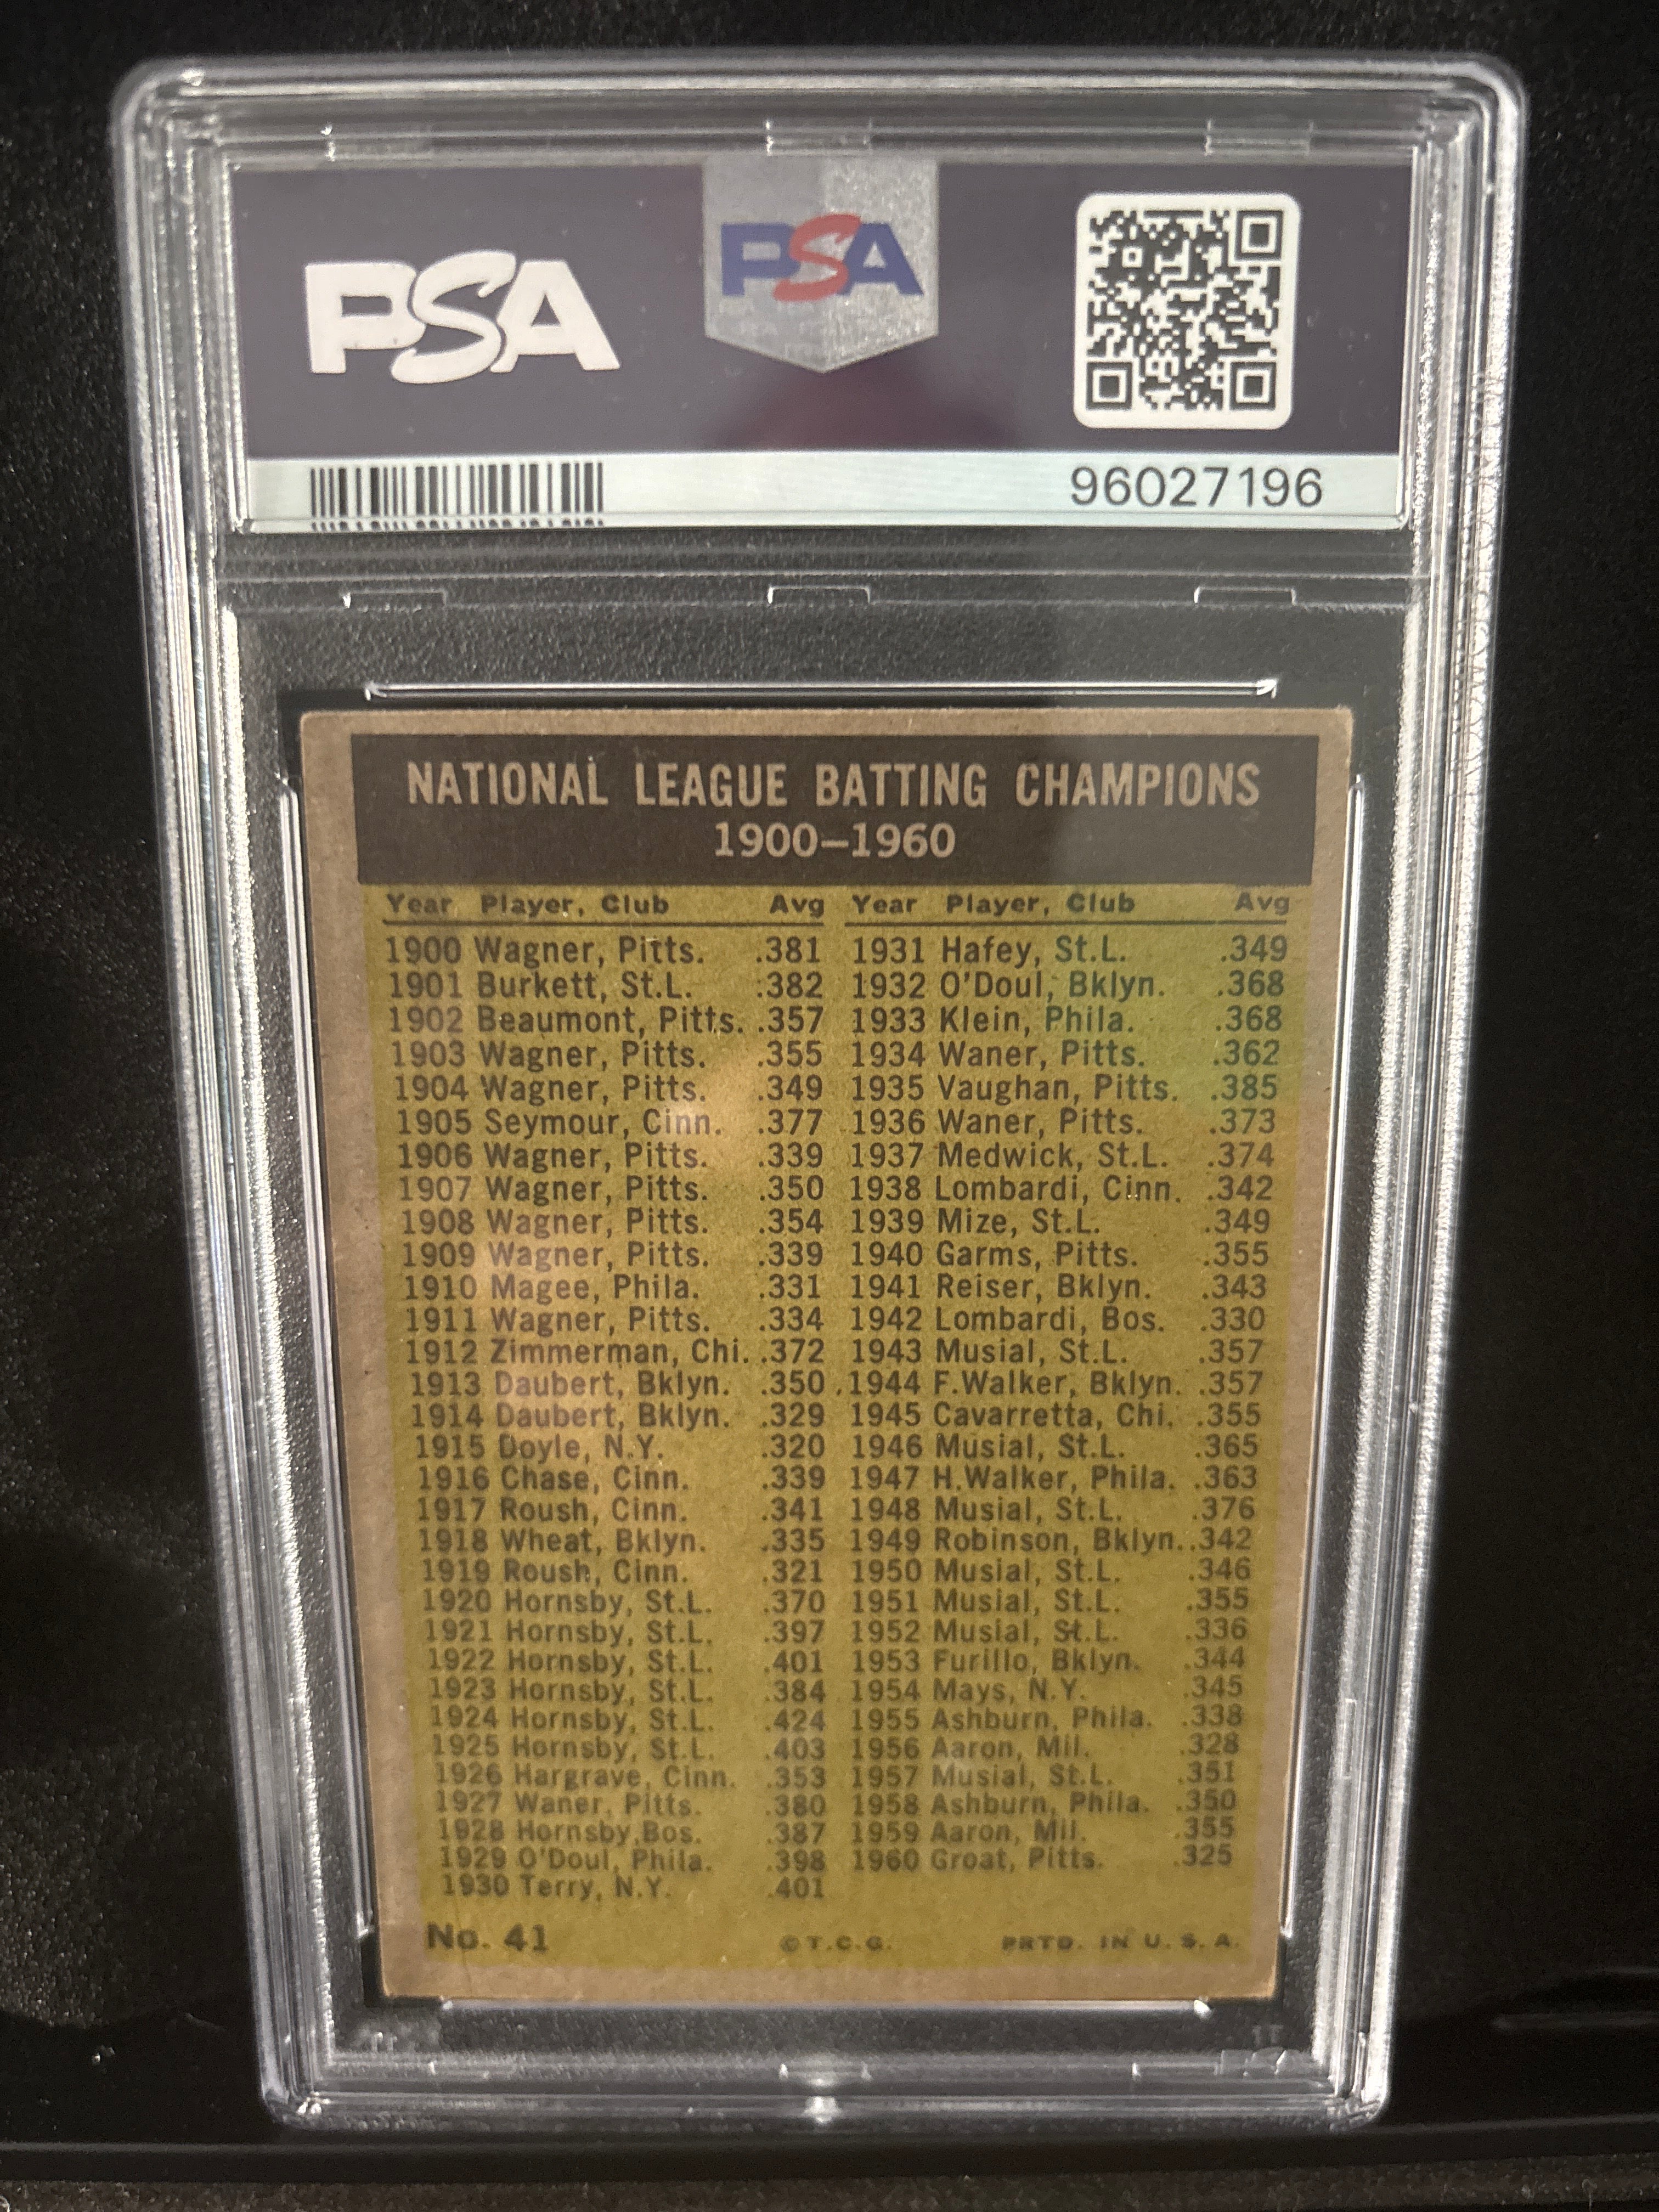 PSA
PSA
96027196
NATIONAL LEAGUE BATTING CHAMPIONS
1900–1960
Year Player, Club Avg Year Player, Club Avg
1900 Wagner, Pitts. .381 1931 Hafey, St.L. .349
1901 Burkett, St.L. .382 1932 O'Doul, Bklyn. .368
1902 Beaumont, Pitts. .357 1933 Klein, Phila. .368
1903 Wagner, Pitts. .355 1934 Waner, Pitts. .362
1904 Wagner, Pitts. .349 1935 Vaughan, Pitts. .385
1905 Seymour, Cinn. .377 1936 Waner, Pitts. .373
1906 Wagner, Pitts. .339 1937 Medwick, St.L. .374
1907 Wagner, Pitts. .350 1938 Lombardi, Cinn. .342
1908 Wagner, Pitts. .354 1939 Mize, St.L. .349
1909 Wagner, Pitts. .339 1940 Garms, Pitts. .355
1910 Magee, Phila. .331 1941 Reiser, Bklyn. .343
1911 Wagner, Pitts. .334 1942 Lombardi, Bos. .330
1912 Zimmerman, Chi. .372 1943 Musial, St.L. .357
1913 Daubert, Bklyn. .350 1944 F.Walker, Bklyn. .357
1914 Daubert, Bklyn. .329 1945 Cavarretta, Chi. .355
1915 Doyle, N.Y. .320 1946 Musial, St.L. .365
1916 Chase, Cinn. .339 1947 H.Walker, Phila. .363
1917 Roush, Cinn. .341 1948 Musial, St.L. .376
1918 Wheat, Bklyn. .335 1949 Robinson, Bklyn. .342
1919 Roush, Cinn. .321 1950 Musial, St.L. .346
1920 Hornsby, St.L. .370 1951 Musial, St.L. .355
1921 Hornsby, St.L. .397 1952 Musial, St.L. .336
1922 Hornsby, St.L. .401 1953 Furillo, Bklyn. .344
1923 Hornsby, St.L. .384 1954 Mays, N.Y. .345
1924 Hornsby, St.L. .424 1955 Ashburn, Phila. .338
1925 Hornsby, St.L. .403 1956 Aaron, Mil. .328
1926 Hargrave, Cinn. .353 1957 Musial, St.L. .351
1927 Waner, Pitts. .380 1958 Ashburn, Phila. .350
1928 Hornsby, Bos. .387 1959 Aaron, Mil. .355
1929 O'Doul, Phila. .398 1960 Groat, Pitts. .325
1930 Terry, N.Y. .401
No. 41 ©T.C.G. PRTD. IN U.S.A.